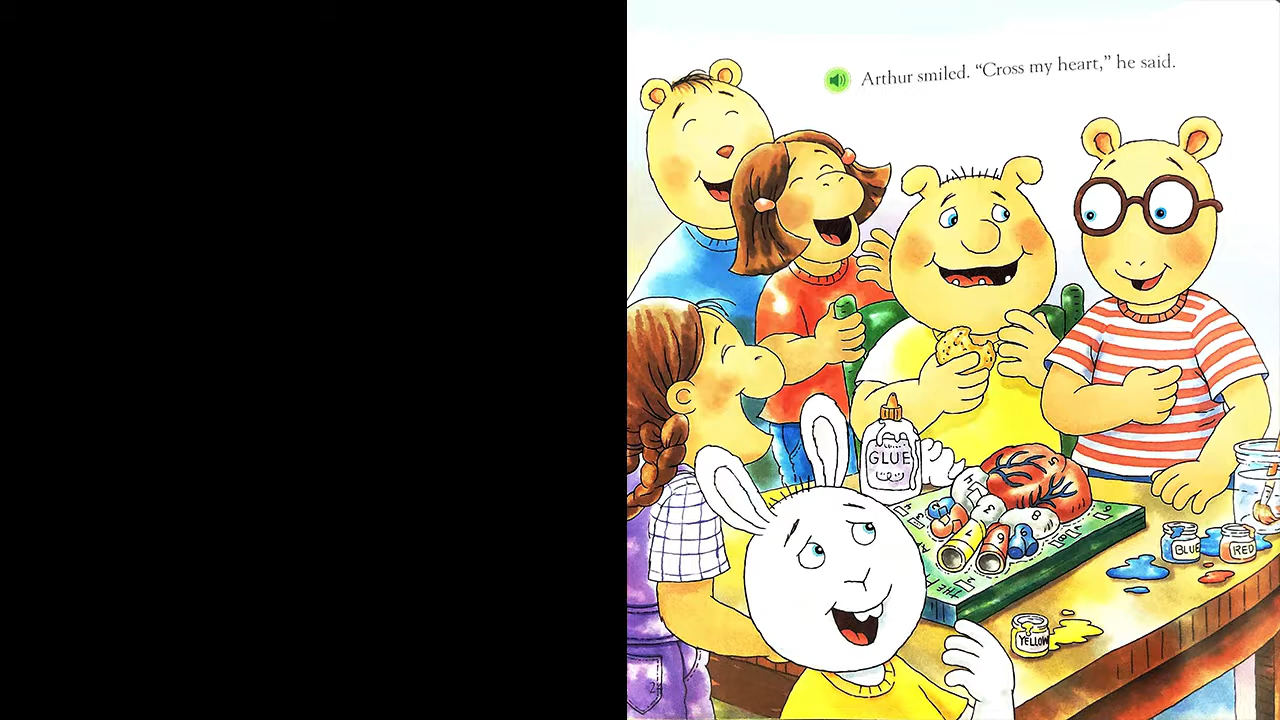 Arthur smiled. “Cross my heart,” he said.
GLUE
BLUE
RED
YELLOW